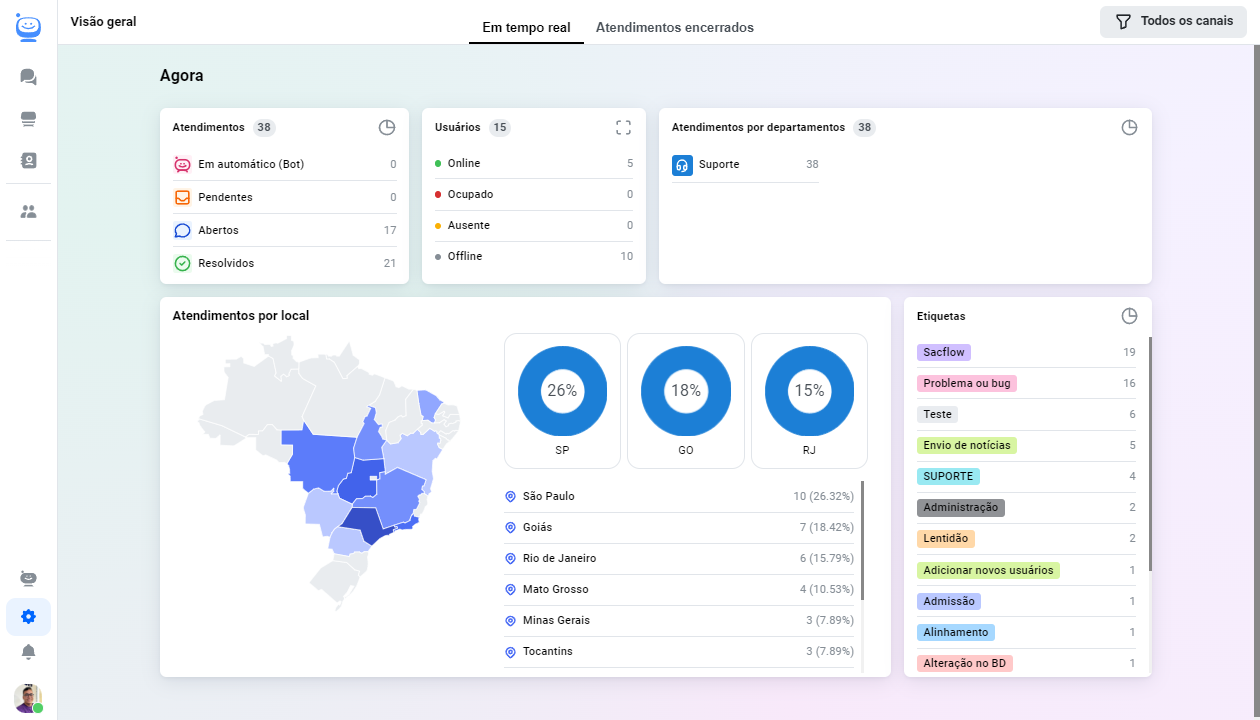 Visão geral
Em tempo real
Atendimentos encerrados
Todos os canais
Agora
Atendimentos 38
Em automático (Bot) 0
Pendentes 0
Abertos 17
Resolvidos 21
Usuários 15
Online 5
Ocupado 0
Ausente 0
Offline 10
Atendimentos por departamentos 38
Suporte 38
Atendimentos por local
26% 18% 15%
SP GO RJ
São Paulo 10 (26.32%)
Goiás 7 (18.42%)
Rio de Janeiro 6 (15.79%)
Mato Grosso 4 (10.53%)
Minas Gerais 3 (7.89%)
Tocantins 3 (7.89%)
Etiquetas
Sacflow 19
Problema ou bug 16
Teste 6
Envio de notícias 5
SUPORTE 4
Administração 2
Lentidão 2
Adicionar novos usuários 1
Admissão 1
Alinhamento 1
Alteração no BD 1